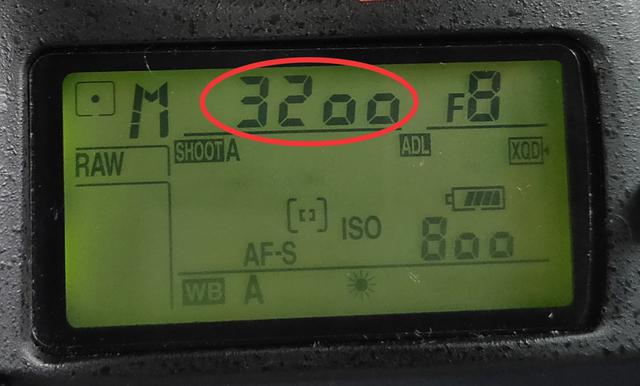 M 3200 F8
RAW SHOOT A ADL XQD
ISO
AF-S 800
WB A